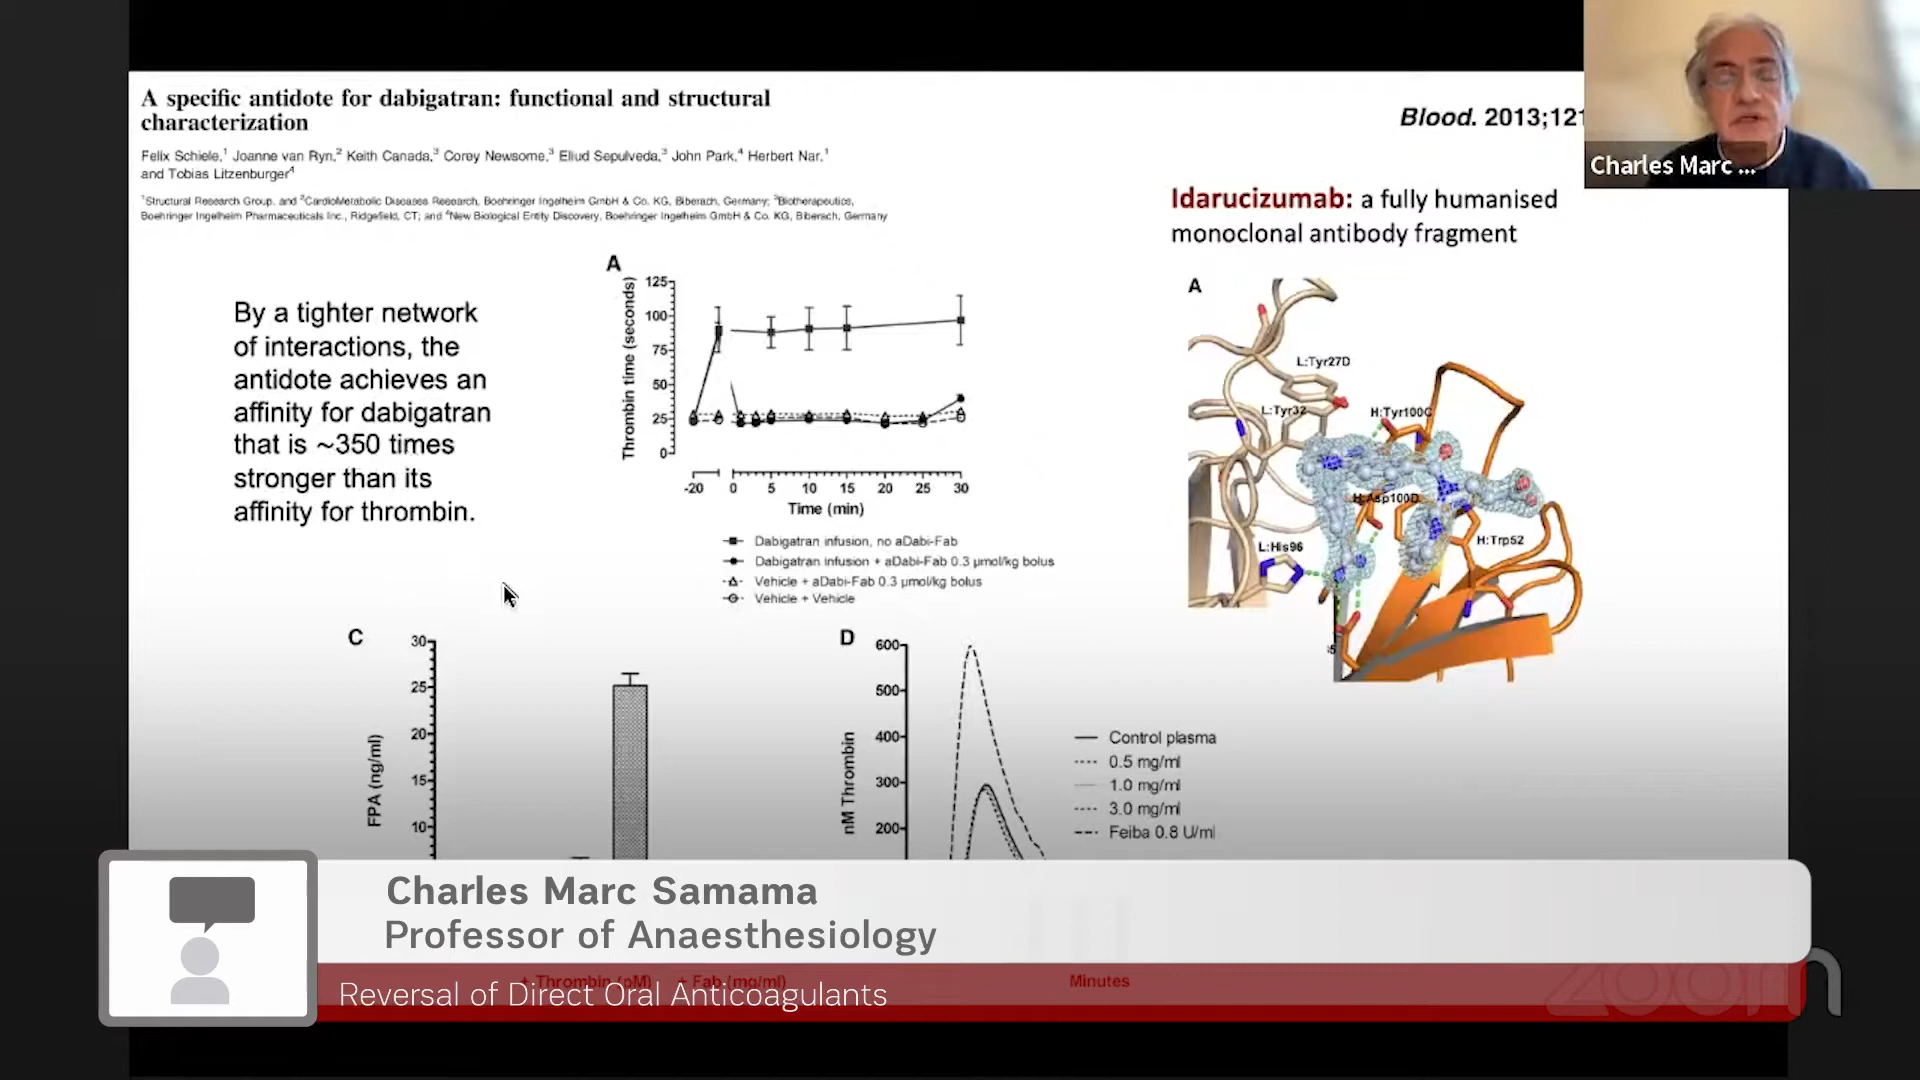 A specific antidote for dabigatran: functional and structural
characterization
Felix Schiele,1 Joanne van Ryn,2 Keith Canada,3 Corey Newsome,3 Eliud Sepulveda,3 John Park,4 Herbert Nar,1
and Tobias Litzenburger4
1Structural Research Group, and 2CardioMetabolic Diseases Research, Boehringer Ingelheim GmbH & Co. KG, Biberach, Germany; 3Biotherapeutics,
Boehringer Ingelheim Pharmaceuticals Inc., Ridgefield, CT; and 4New Biological Entity Discovery, Boehringer Ingelheim GmbH & Co. KG, Biberach, Germany
Blood. 2013;121
Charles Marc ...
Idarucizumab: a fully humanised
monoclonal antibody fragment
By a tighter network
of interactions, the
antidote achieves an
affinity for dabigatran
that is ~350 times
stronger than its
affinity for thrombin.
A
Thrombin time (seconds)
125
100
75
50
25
0
-20 0 5 10 15 20 25 30
Time (min)
Dabigatran infusion, no aDabi-Fab
Dabigatran infusion + aDabi-Fab 0.3 µmol/kg bolus
Vehicle + aDabi-Fab 0.3 µmol/kg bolus
Vehicle + Vehicle
A
L:Tyr27D
L:Tyr32
H:Tyr100C
H:Asp100D
L:His96
H:Trp52
C
FPA (ng/ml)
30
25
20
15
10
D
nM Thrombin
600
500
400
300
200
Control plasma
0.5 mg/ml
1.0 mg/ml
3.0 mg/ml
Feiba 0.8 U/ml
Charles Marc Samama
Professor of Anaesthesiology
+ Thrombin (pM) + Fab (mg/ml)
Minutes
Reversal of Direct Oral Anticoagulants
zoom